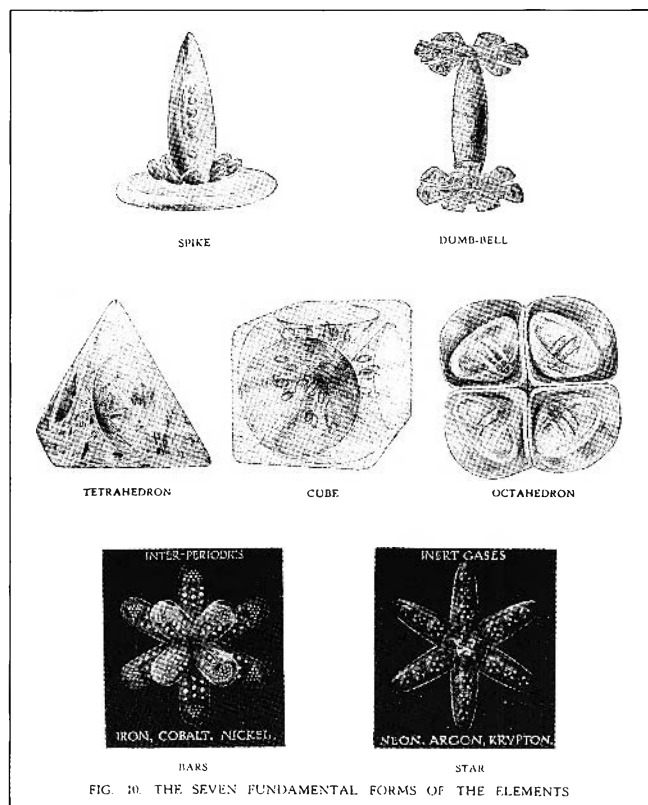 SPIKE
DUMB-BELL
TETRAHEDRON
CUBE
OCTAHEDRON
INTER-PERIODICS
IRON, COBALT, NICKEL.
BARS
INERT GASES
NEON, ARGON, KRYPTON.
STAR
FIG. 10. THE SEVEN FUNDAMENTAL FORMS OF THE ELEMENTS